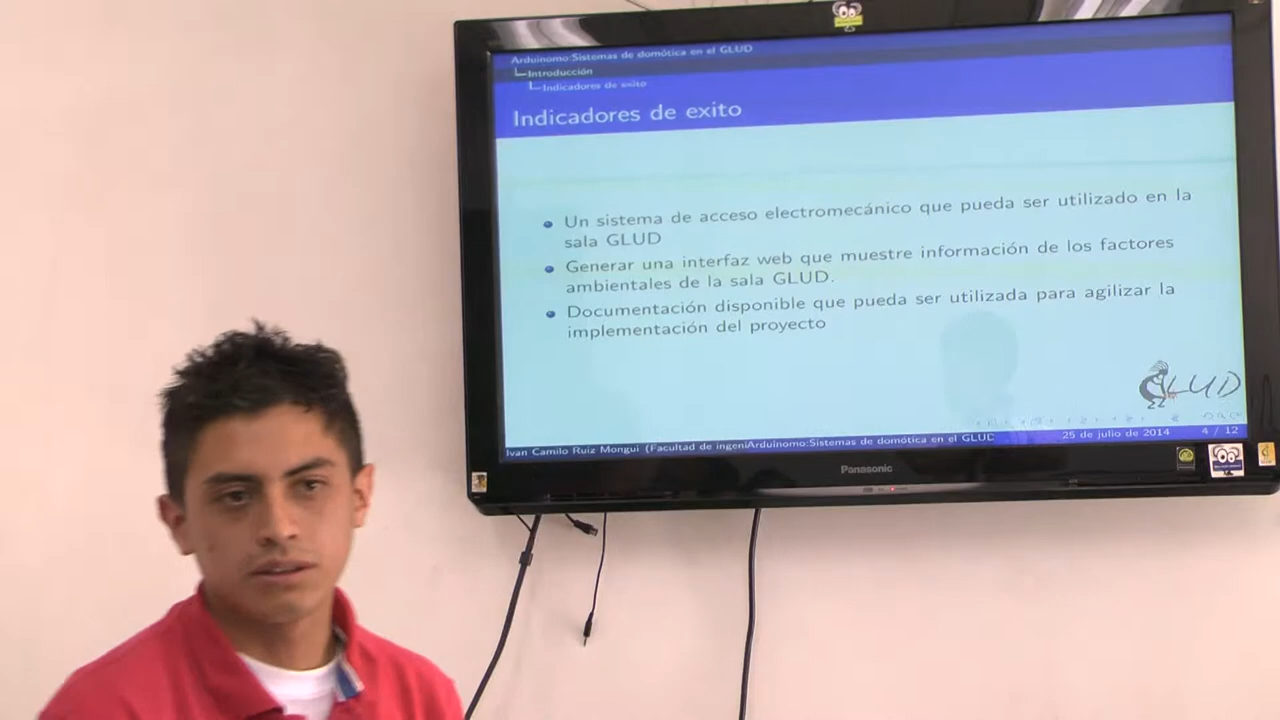 Arduinomo:Sistemas de domótica en el GLUD
Introducción
Indicadores de exito
Indicadores de exito
Un sistema de acceso electromecánico que pueda ser utilizado en la
sala GLUD
Generar una interfaz web que muestre información de los factores
ambientales de la sala GLUD.
Documentación disponible que pueda ser utilizada para agilizar la
implementación del proyecto
GLUD
Ivan Camilo Ruiz Mongui (Facultad de ingeniArduinomo:Sistemas de domótica en el GLUD 25 de julio de 2014 4 / 12
Panasonic